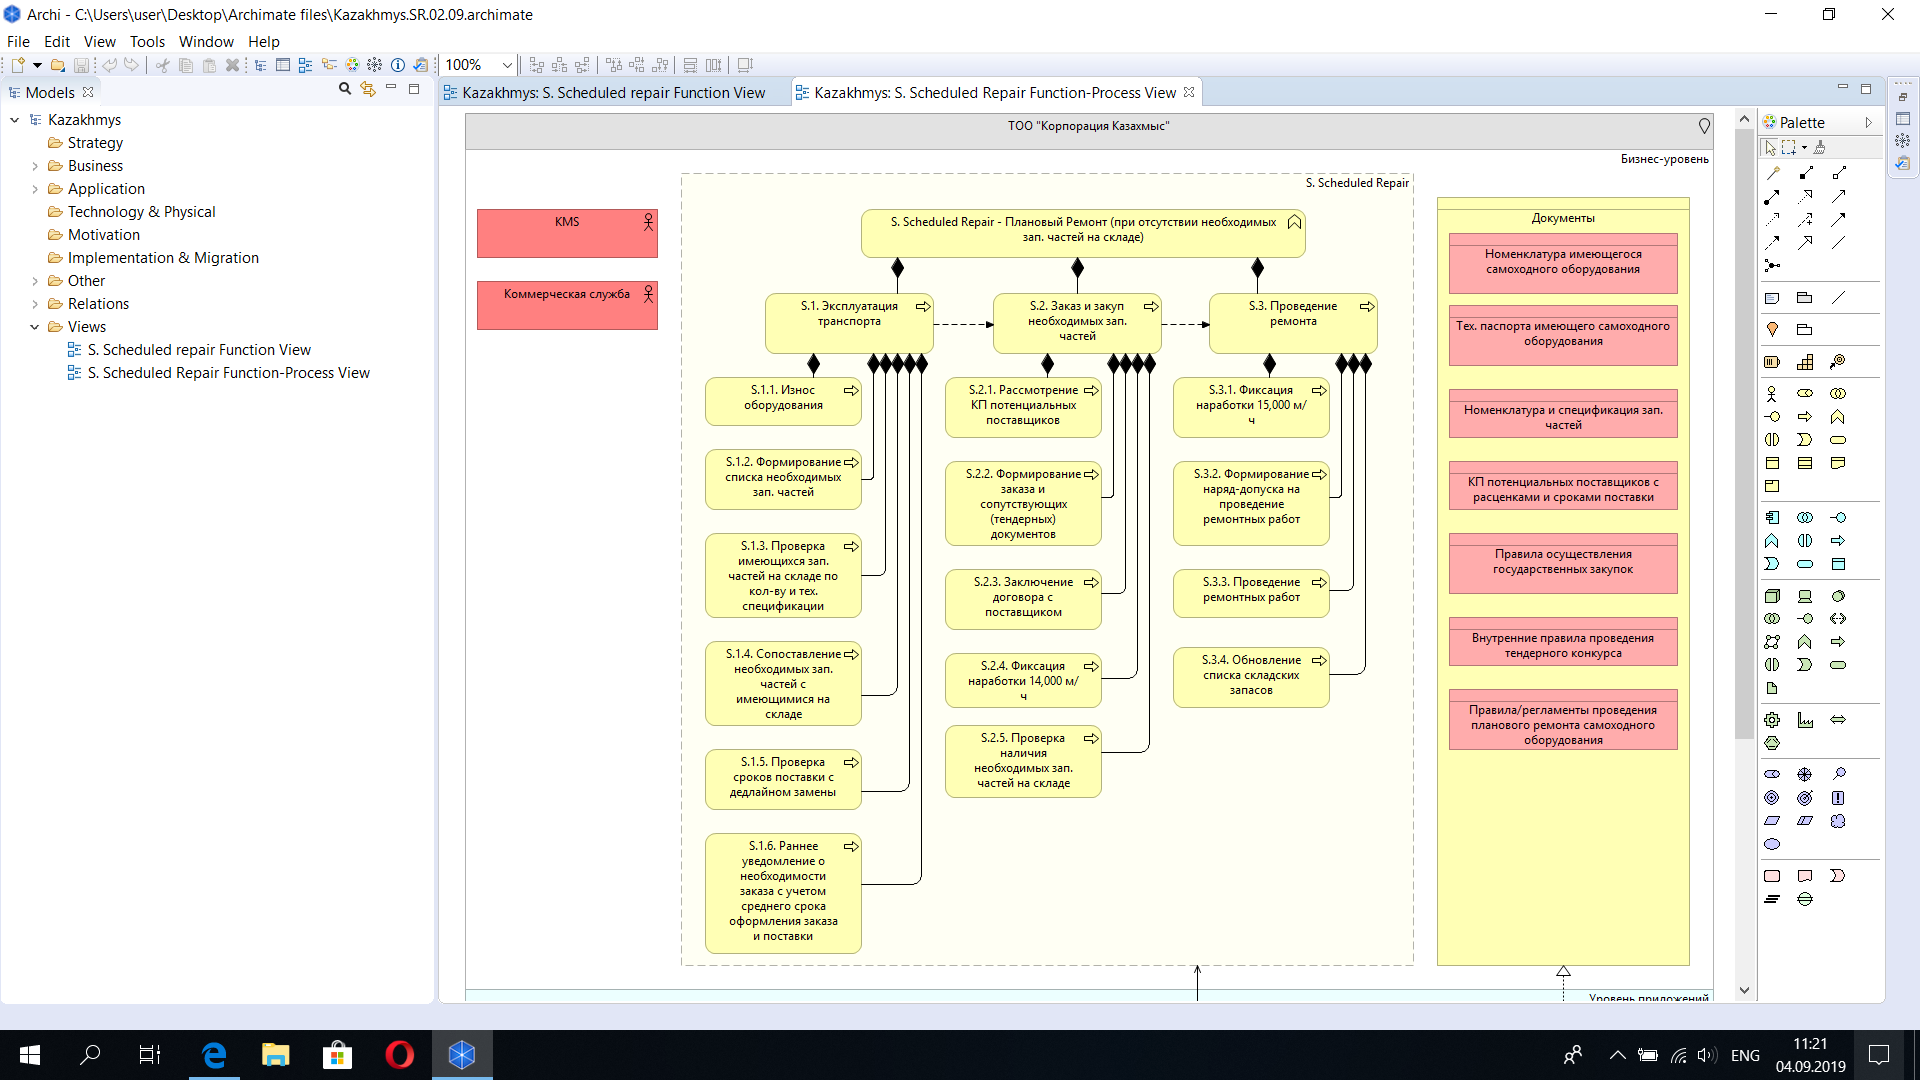 Archi - C:\Users\user\Desktop\Archimate files\Kazakhmys.SR.02.09.archimate
File Edit View Tools Window Help
100%
Models
Kazakhmys
Strategy
Business
Application
Technology & Physical
Motivation
Implementation & Migration
Other
Relations
Views
S. Scheduled repair Function View
S. Scheduled Repair Function-Process View
Kazakhmys: S. Scheduled repair Function View
Kazakhmys: S. Scheduled Repair Function-Process View
ТОО "Корпорация Казахмыс"
Бизнес-уровень
KMS
Коммерческая служба
S. Scheduled Repair
S. Scheduled Repair - Плановый Ремонт (при отсутствии необходимых
зап. частей на складе)
S.1. Эксплуатация
транспорта
S.2. Заказ и закуп
необходимых зап.
частей
S.3. Проведение
ремонта
S.1.1. Износ
оборудования
S.1.2. Формирование
списка необходимых
зап. частей
S.1.3. Проверка
имеющихся зап.
частей на складе по
кол-ву и тех.
спецификации
S.1.4. Сопоставление
необходимых зап.
частей с
имеющимися на
складе
S.1.5. Проверка
сроков поставки с
дедлайном замены
S.1.6. Раннее
уведомление о
необходимости
заказа с учетом
среднего срока
оформления заказа
и поставки
S.2.1. Рассмотрение
КП потенциальных
поставщиков
S.2.2. Формирование
заказа и
сопутствующих
(тендерных)
документов
S.2.3. Заключение
договора с
поставщиком
S.2.4. Фиксация
наработки 14,000 м/
ч
S.2.5. Проверка
наличия
необходимых зап.
частей на складе
S.3.1. Фиксация
наработки 15,000 м/
ч
S.3.2. Формирование
наряд-допуска на
проведение
ремонтных работ
S.3.3. Проведение
ремонтных работ
S.3.4. Обновление
списка складских
запасов
Документы
Номенклатура имеющегося
самоходного оборудования
Тех. паспорта имеющего самоходного
оборудования
Номенклатура и спецификация зап.
частей
КП потенциальных поставщиков с
расценками и сроками поставки
Правила осуществления
государственных закупок
Внутренние правила проведения
тендерного конкурса
Правила/регламенты проведения
планового ремонта самоходного
оборудования
Уровень приложений
Palette
ENG
11:21
04.09.2019